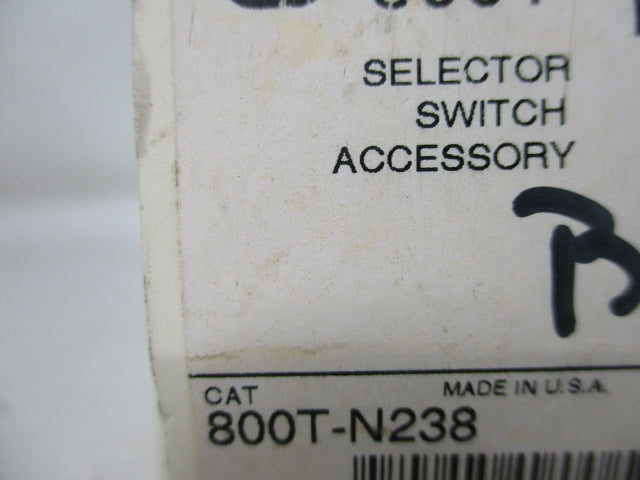 SELECTOR
SWITCH
ACCESSORY
B
CAT MADE IN U.S.A.
800T-N238